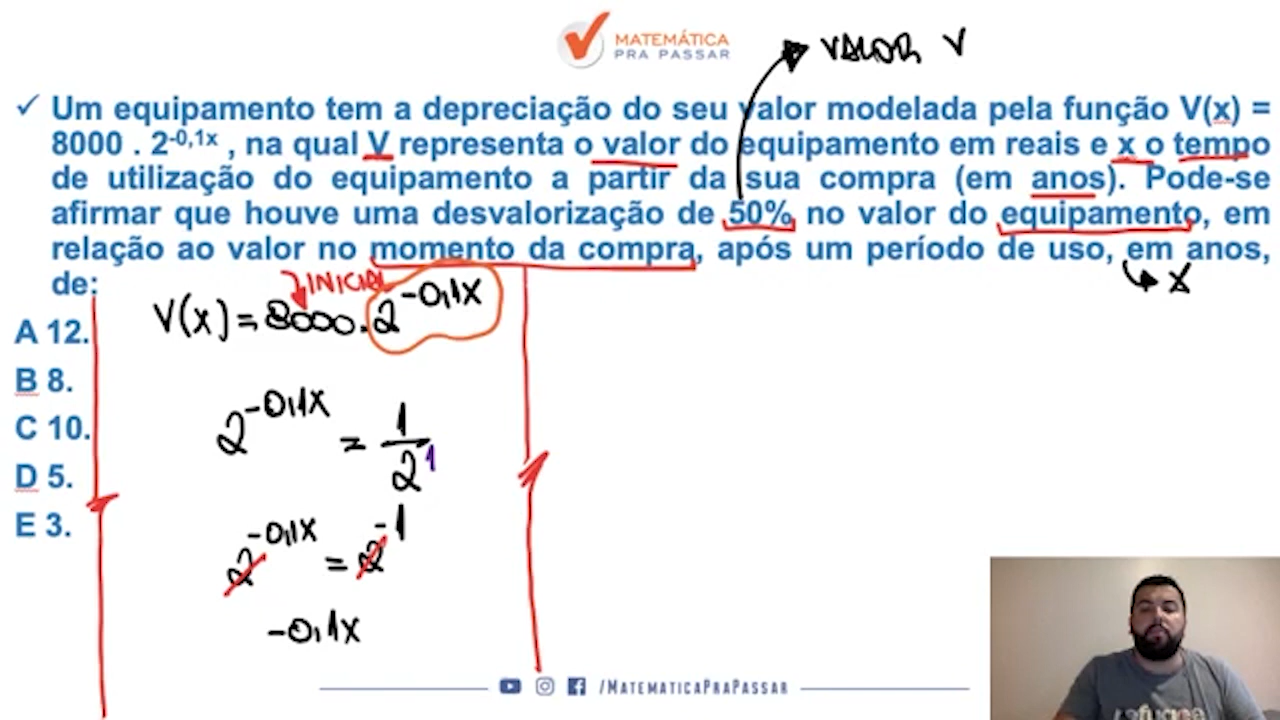 MATEMÁTICA
PRA PASSAR
VALOR V
✓ Um equipamento tem a depreciação do seu valor modelada pela função V(x) =
8000 . 2^-0,1x , na qual V representa o valor do equipamento em reais e x o tempo
de utilização do equipamento a partir da sua compra (em anos). Pode-se
afirmar que houve uma desvalorização de 50% no valor do equipamento, em
relação ao valor no momento da compra, após um período de uso, em anos,
de:
X
INICIAL
V(x) = 8000 . 2^-0,1x
A 12.
B 8.
C 10.
D 5.
E 3.
2^-0,1x = 1/2^1
2^-0,1x = 2^-1
-0,1x
/MATEMATICAPRAPASSAR